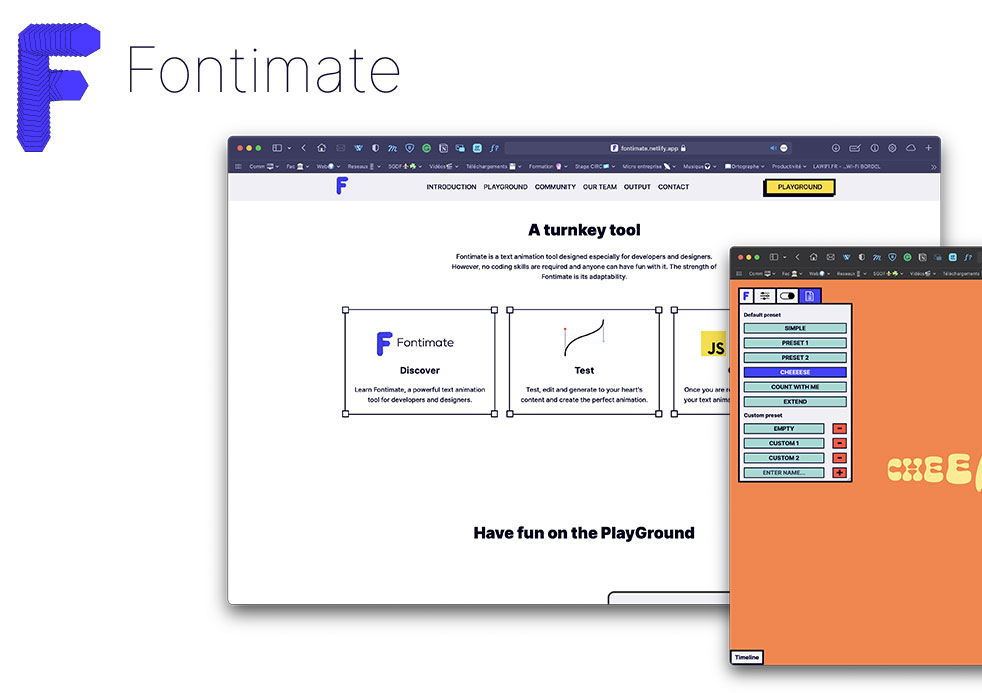 Fontimate
fontimate.netlify.app
Comm Fac Web Reseaux SGDF Vidéos Téléchargements Formation Stage CIRC Micro entreprise Musique Ortographe Productivité LAWIFI.FR - ...WI-FI BORDEL
INTRODUCTION PLAYGROUND COMMUNITY OUR TEAM OUTPUT CONTACT PLAYGROUND
A turnkey tool
Fontimate is a text animation tool designed especially for developers and designers.
However, no coding skills are required and anyone can have fun with it. The strength of
Fontimate is its adaptability.
Fontimate
Discover
Learn Fontimate, a powerful text animation
tool for developers and designers.
Test
Test, edit and generate to your heart's
content and create the perfect animation.
JS
Once you are
your text
Have fun on the PlayGround
Comm Fac Web Reseaux SGDF Vidéos Téléchargements
Default preset
SIMPLE
PRESET 1
PRESET 2
CHEEEESE
COUNT WITH ME
EXTEND
Custom preset
EMPTY -
CUSTOM 1 -
CUSTOM 2 -
ENTER NAME... +
CHEE
Timeline